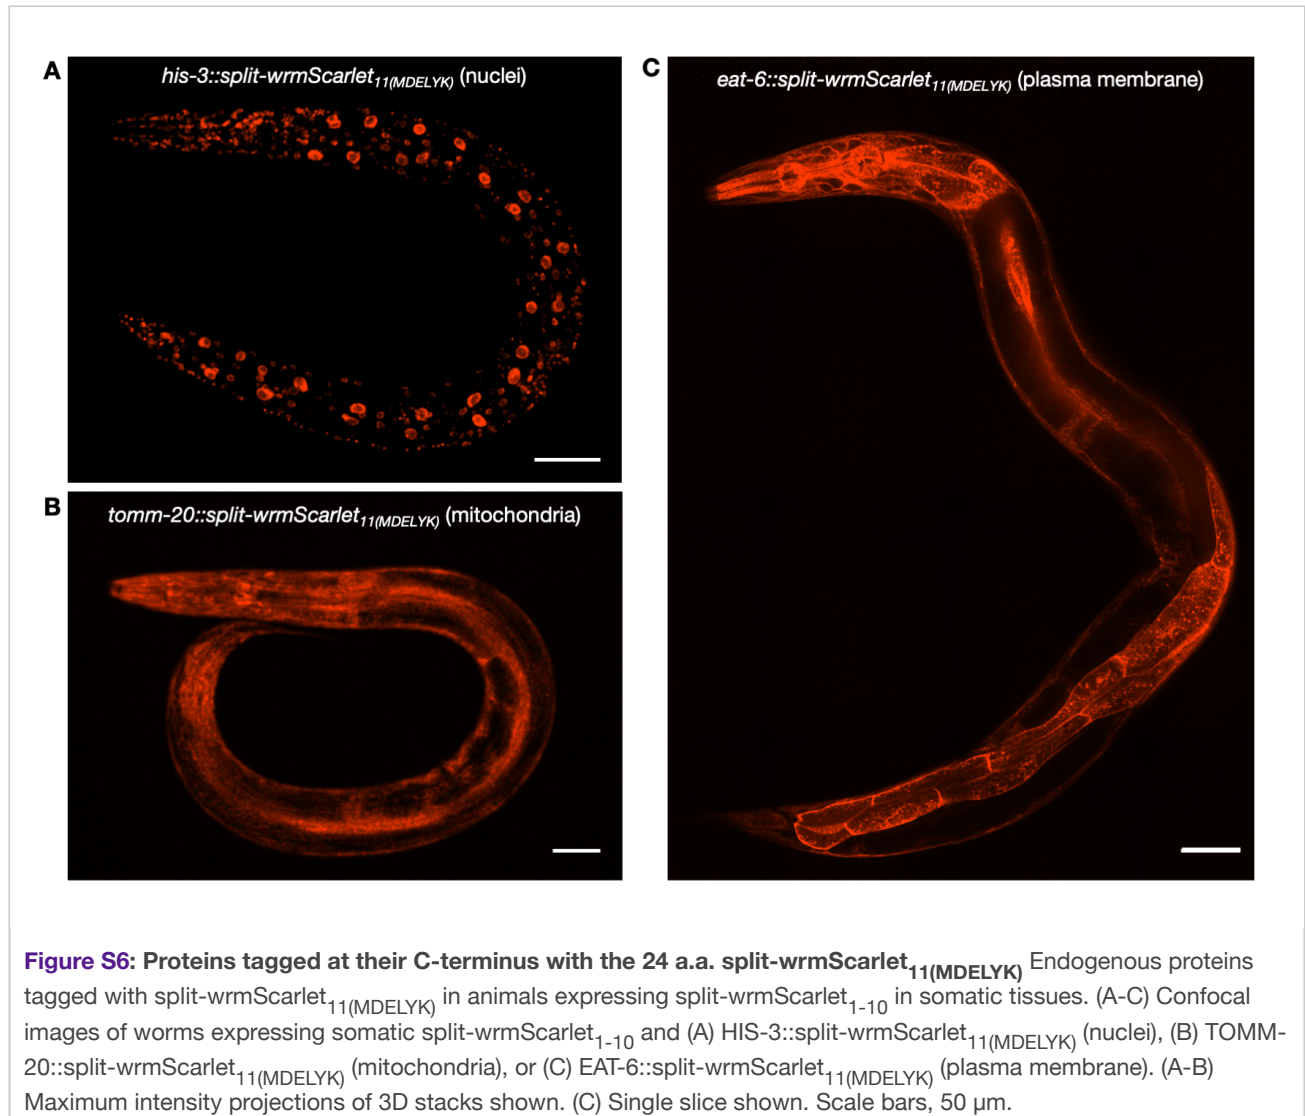 A
his-3::split-wrmScarlet11(MDELYK) (nuclei)
B
tomm-20::split-wrmScarlet11(MDELYK) (mitochondria)
C
eat-6::split-wrmScarlet11(MDELYK) (plasma membrane)
Figure S6: Proteins tagged at their C-terminus with the 24 a.a. split-wrmScarlet11(MDELYK) Endogenous proteins
tagged with split-wrmScarlet11(MDELYK) in animals expressing split-wrmScarlet1-10 in somatic tissues. (A-C) Confocal
images of worms expressing somatic split-wrmScarlet1-10 and (A) HIS-3::split-wrmScarlet11(MDELYK) (nuclei), (B) TOMM-
20::split-wrmScarlet11(MDELYK) (mitochondria), or (C) EAT-6::split-wrmScarlet11(MDELYK) (plasma membrane). (A-B)
Maximum intensity projections of 3D stacks shown. (C) Single slice shown. Scale bars, 50 µm.